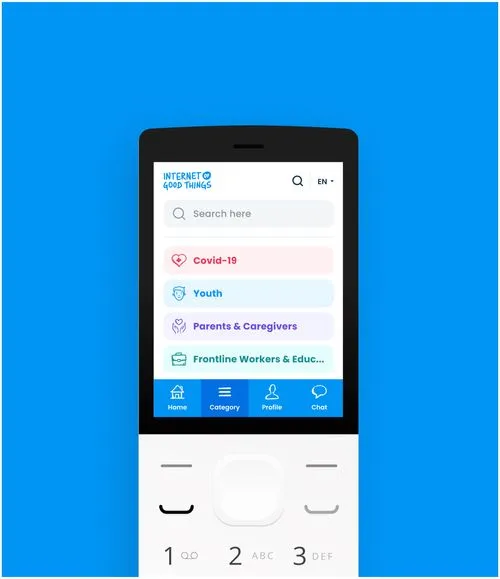 INTERNET OF
GOOD THINGS
EN
Search here
Covid-19
Youth
Parents & Caregivers
Frontline Workers & Educ...
Home Category Profile Chat
1 2 ABC 3 DEF